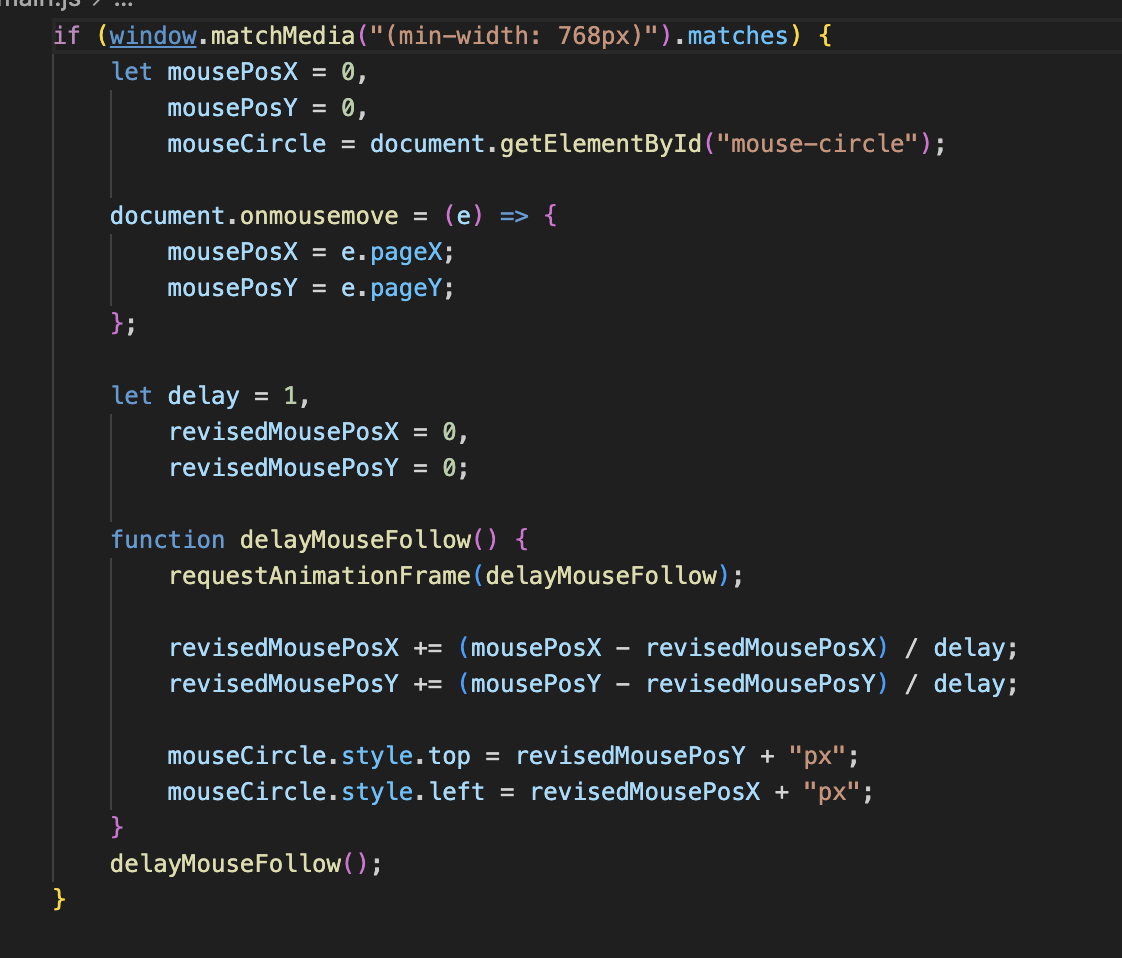 main.js > ...
if (window.matchMedia("(min-width: 768px)").matches) {
let mousePosX = 0,
mousePosY = 0,
mouseCircle = document.getElementById("mouse-circle");
document.onmousemove = (e) => {
mousePosX = e.pageX;
mousePosY = e.pageY;
};
let delay = 1,
revisedMousePosX = 0,
revisedMousePosY = 0;
function delayMouseFollow() {
requestAnimationFrame(delayMouseFollow);
revisedMousePosX += (mousePosX - revisedMousePosX) / delay;
revisedMousePosY += (mousePosY - revisedMousePosY) / delay;
mouseCircle.style.top = revisedMousePosY + "px";
mouseCircle.style.left = revisedMousePosX + "px";
}
delayMouseFollow();
}